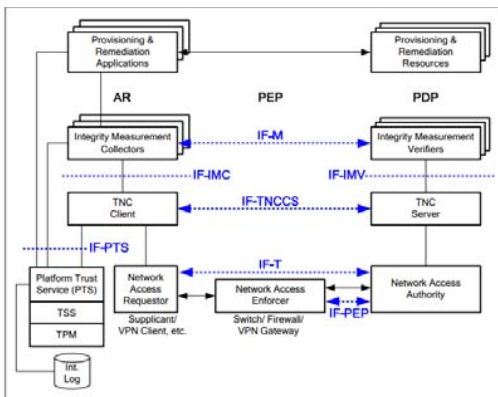 Provisioning &
Remediation
Applications
Provisioning &
Remediation
Resources
AR
PEP
PDP
Integrity Measurement
Collectors
IF-M
Integrity Measurement
Verifiers
IF-IMC
IF-IMV
TNC
Client
IF-TNCCS
TNC
Server
IF-PTS
IF-T
Platform Trust
Service (PTS)
TSS
TPM
Network
Access
Requestor
Supplicant/
VPN Client, etc.
Network Access
Enforcer
Switch/ Firewall/
VPN Gateway
IF-PEP
Network Access
Authority
Int.
Log